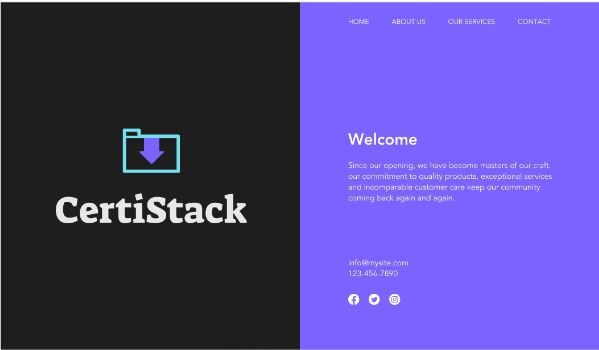 HOME ABOUT US OUR SERVICES CONTACT
CertiStack
Welcome
Since our opening, we have become masters of our craft.
our commitment to quality products, exceptional services
and incomparable customer care keep our community
coming back again and again.
info@mysite.com
123-456-7890